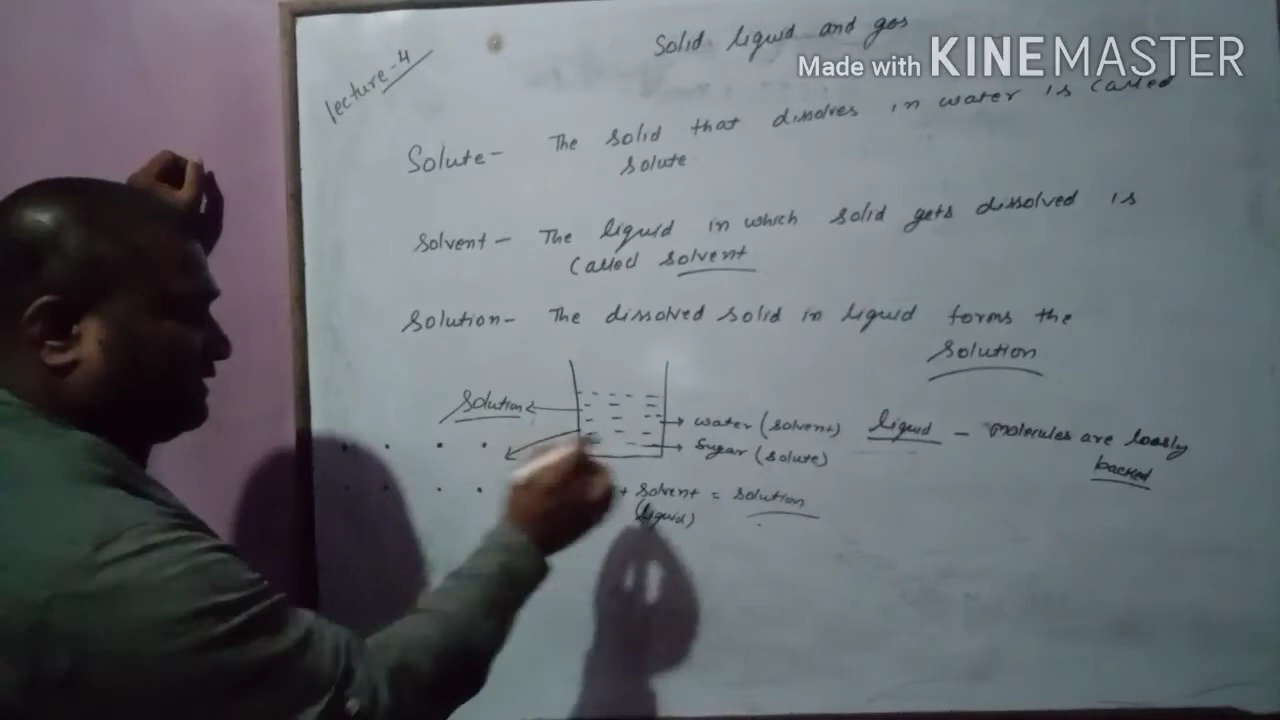 Solid liquid and gas
Made with KINEMASTER
lecture-4
Solute- The solid that dissolves in water is called
solute
Solvent- The liquid in which solid gets dissolved is
called solvent
Solution- The dissolved solid in liquid forms the
solution
solution
water (solvent)
sugar (solute)
liquid - molecules are loosly
backed
+ solvent = solution
(liquid)